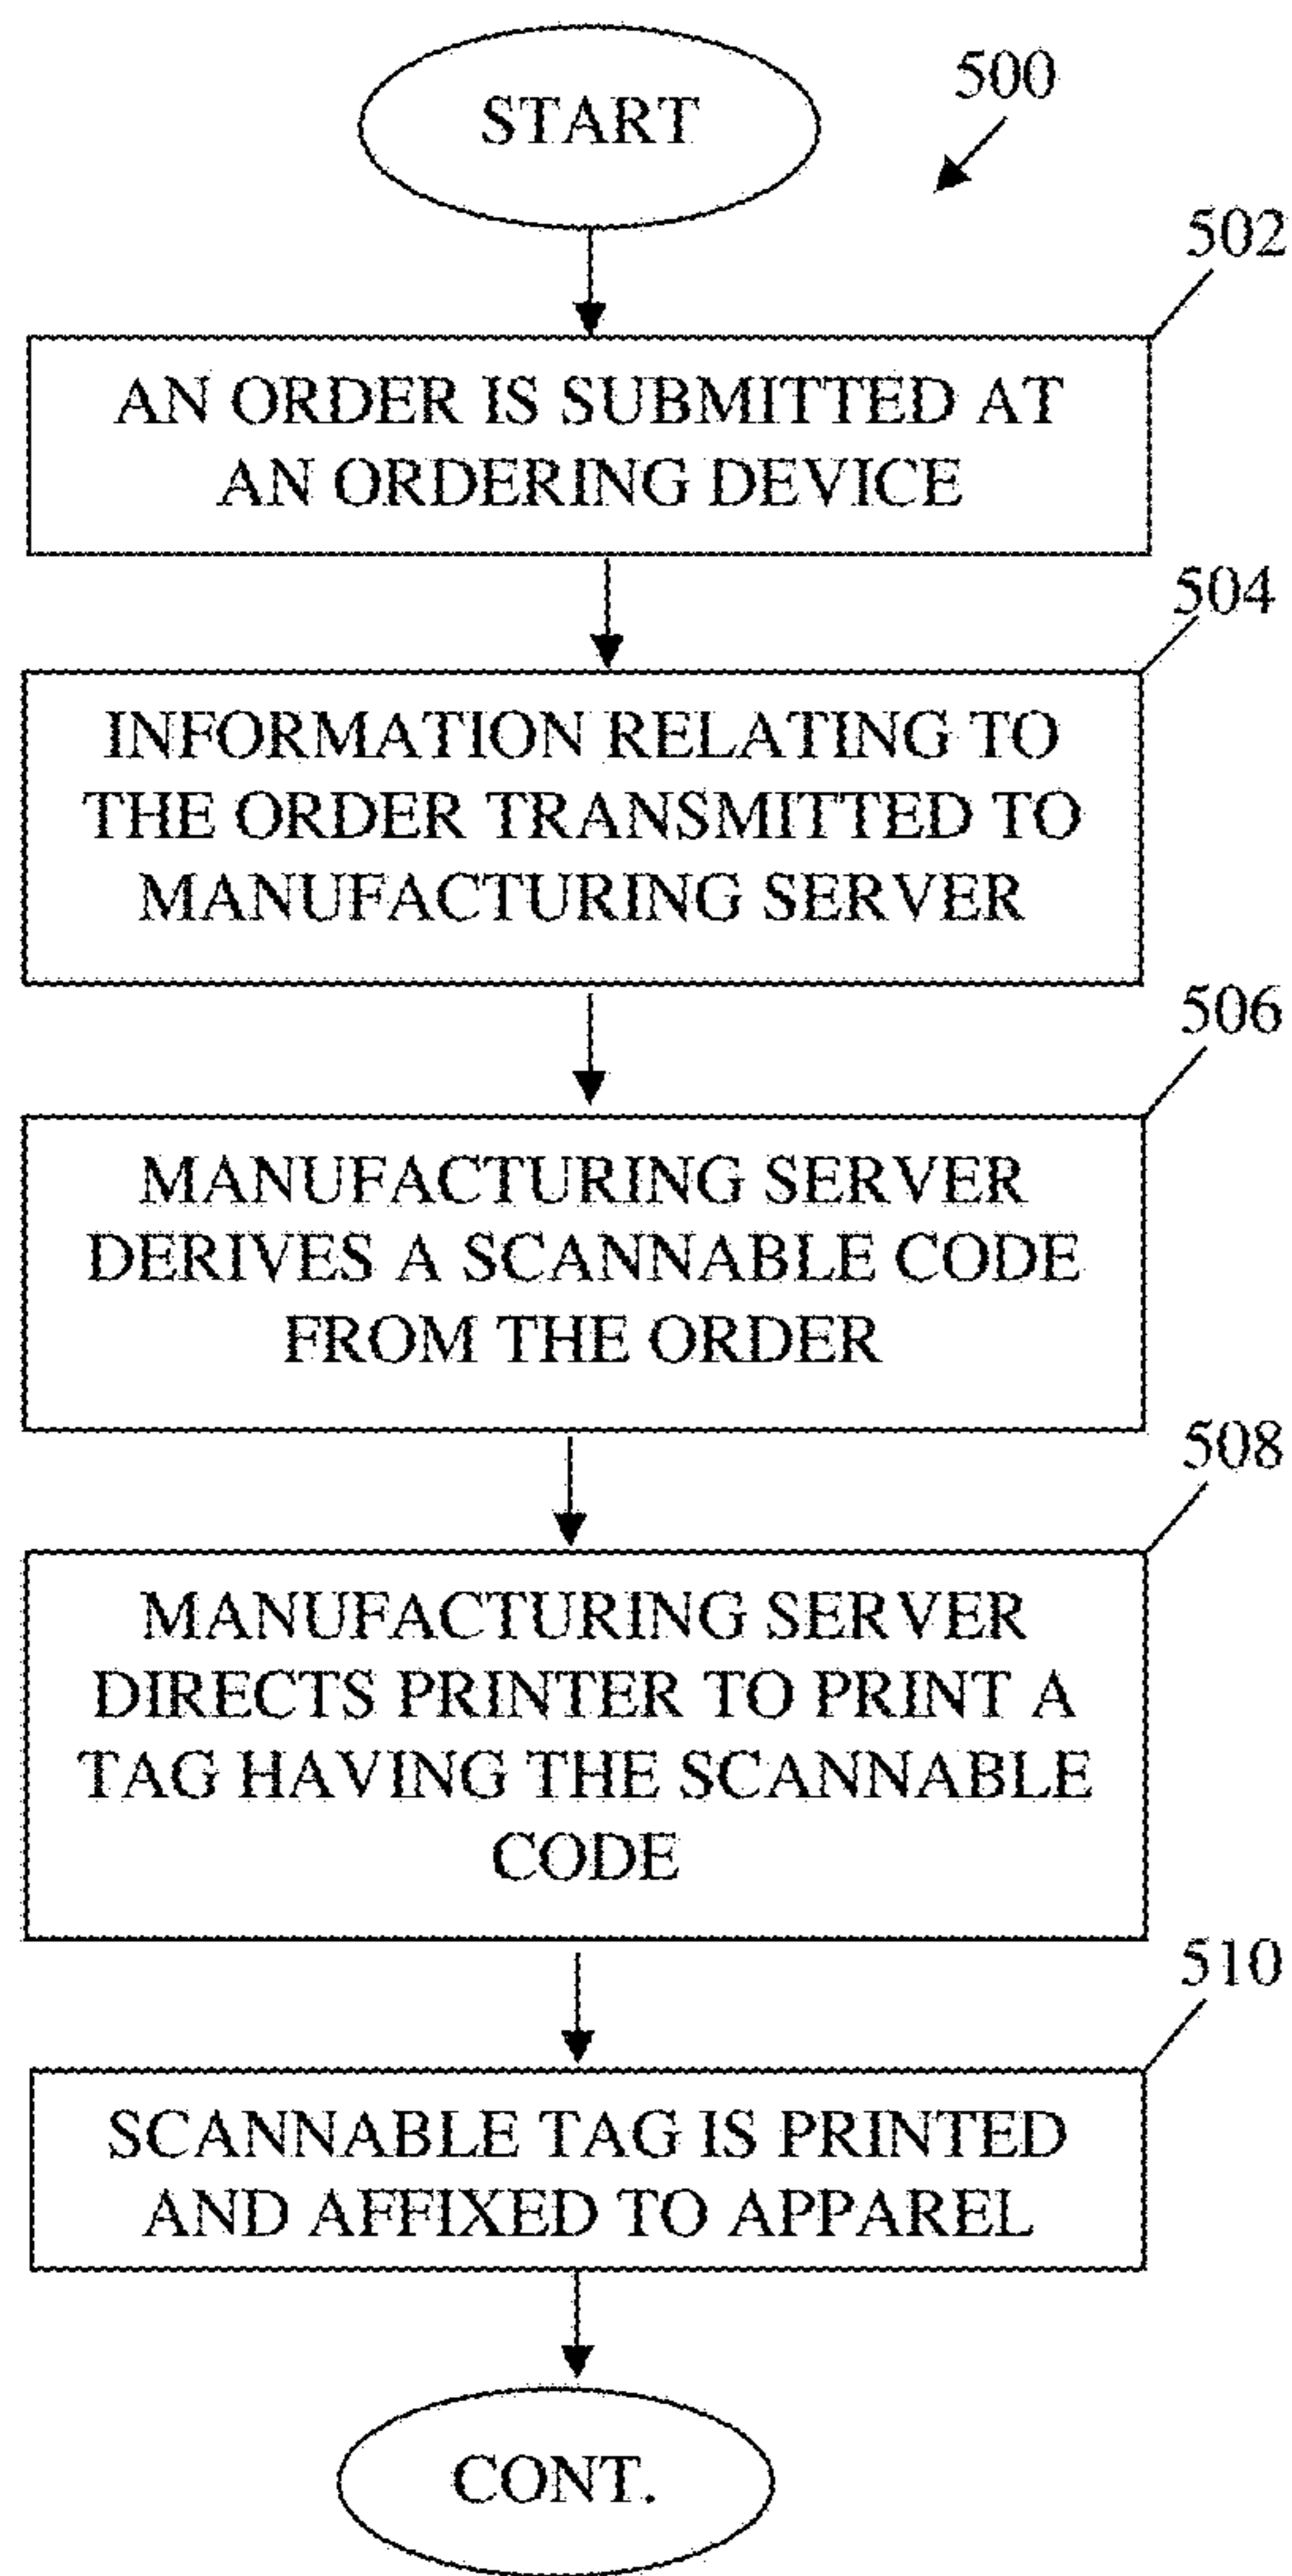 START
500
502
AN ORDER IS SUBMITTED AT
AN ORDERING DEVICE
504
INFORMATION RELATING TO
THE ORDER TRANSMITTED TO
MANUFACTURING SERVER
506
MANUFACTURING SERVER
DERIVES A SCANNABLE CODE
FROM THE ORDER
508
MANUFACTURING SERVER
DIRECTS PRINTER TO PRINT A
TAG HAVING THE SCANNABLE
CODE
510
SCANNABLE TAG IS PRINTED
AND AFFIXED TO APPAREL
CONT.